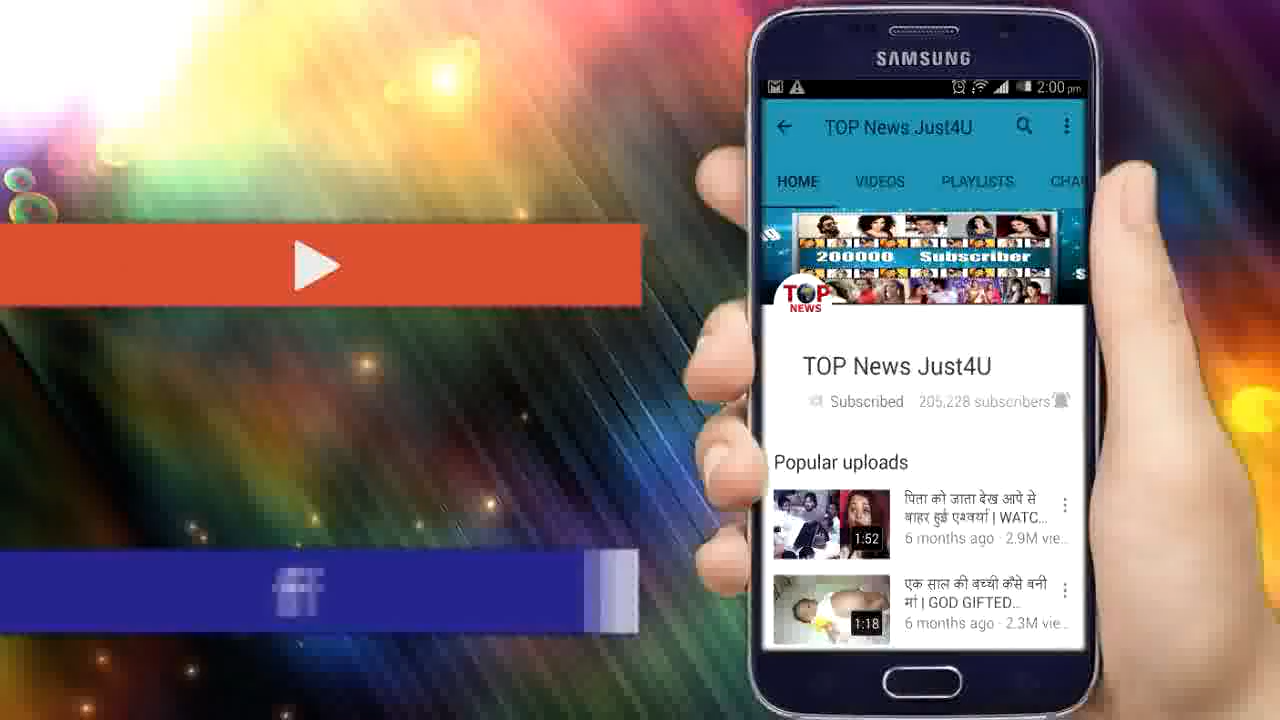 SAMSUNG
2:00 pm
TOP News Just4U
HOME VIDEOS PLAYLISTS CHA
200000 Subscriber
TOP
NEWS
TOP News Just4U
Subscribed 205,228 subscribers
Popular uploads
पिता को जाता देख आपे से
बाहर हुई एश्वर्या | WATC...
6 months ago · 2.9M vie...
1:52
एक साल की बच्ची कैसे बनी
मां | GOD GIFTED...
6 months ago · 2.3M vie...
1:18